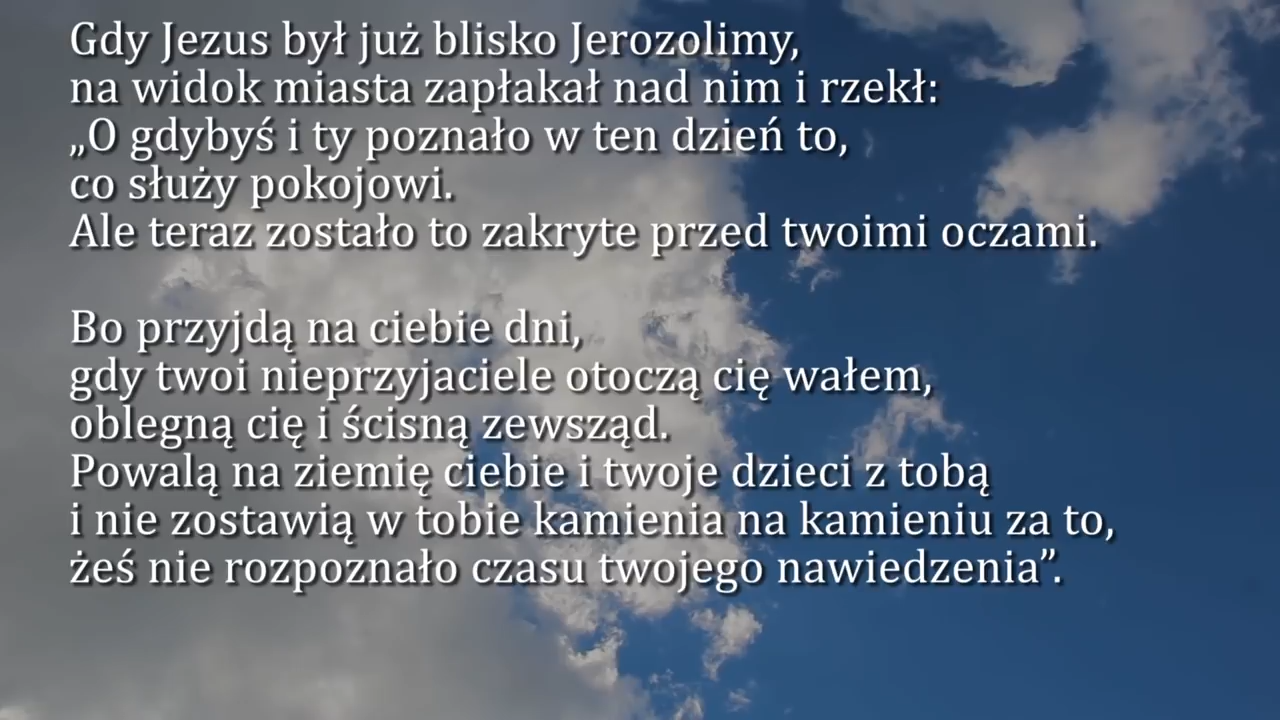 Gdy Jezus był już blisko Jerozolimy,
na widok miasta zapłakał nad nim i rzekł:
„O gdybyś i ty poznało w ten dzień to,
co służy pokojowi.
Ale teraz zostało to zakryte przed twoimi oczami.
Bo przyjdą na ciebie dni,
gdy twoi nieprzyjaciele otoczą cię wałem,
oblegną cię i ścisną zewsząd.
Powalą na ziemię ciebie i twoje dzieci z tobą
i nie zostawią w tobie kamienia na kamieniu za to,
żeś nie rozpoznało czasu twojego nawiedzenia”.